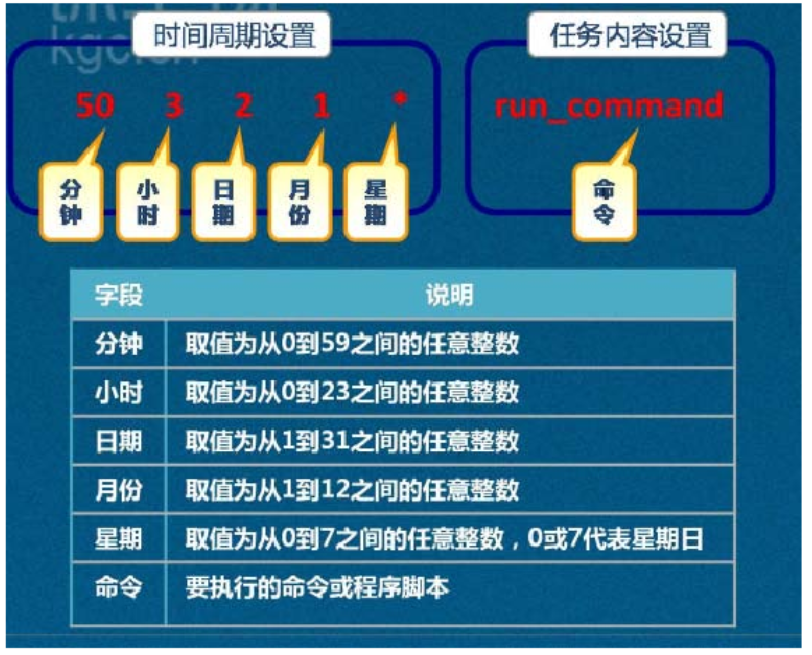 时间周期设置 任务内容设置
50 3 2 1 * run_command
分钟 小时 日期 月份 星期 命令
字段 说明
分钟 取值为从0到59之间的任意整数
小时 取值为从0到23之间的任意整数
日期 取值为从1到31之间的任意整数
月份 取值为从1到12之间的任意整数
星期 取值为从0到7之间的任意整数，0或7代表星期日
命令 要执行的命令或程序脚本